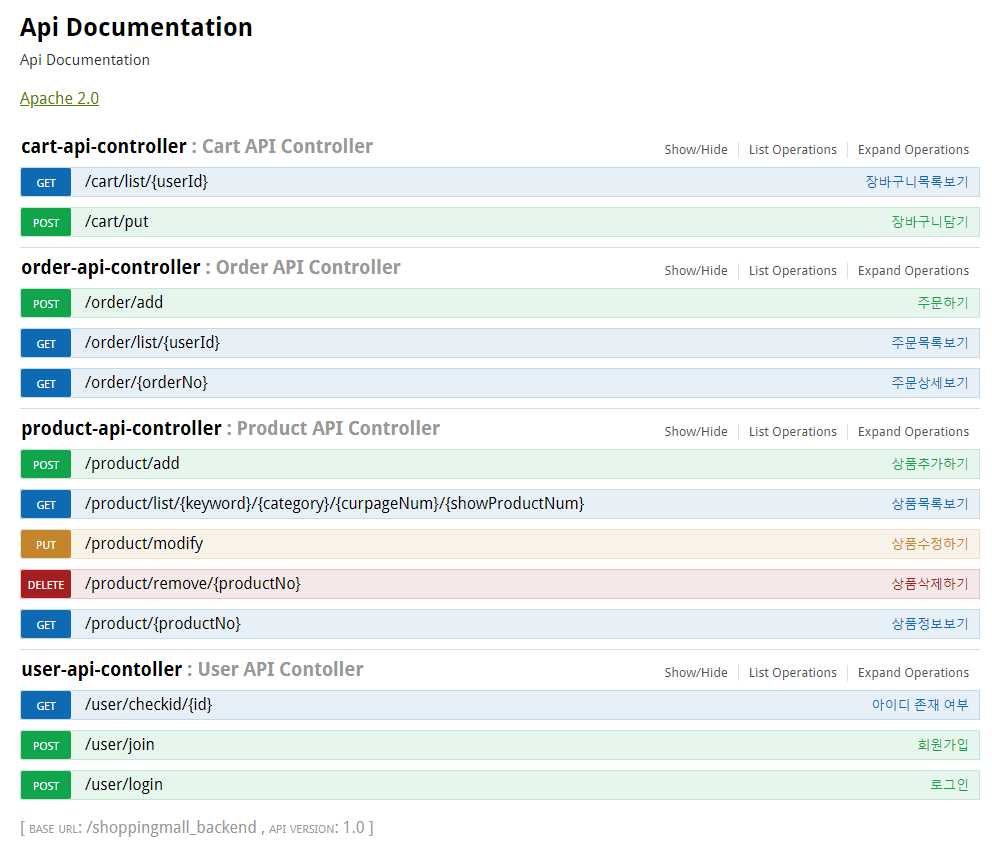 Api Documentation
Api Documentation
Apache 2.0
cart-api-controller : Cart API Controller Show/Hide List Operations Expand Operations
GET /cart/list/{userId} 장바구니목록보기
POST /cart/put 장바구니담기
order-api-controller : Order API Controller Show/Hide List Operations Expand Operations
POST /order/add 주문하기
GET /order/list/{userId} 주문목록보기
GET /order/{orderNo} 주문상세보기
product-api-controller : Product API Controller Show/Hide List Operations Expand Operations
POST /product/add 상품추가하기
GET /product/list/{keyword}/{category}/{curpageNum}/{showProductNum} 상품목록보기
PUT /product/modify 상품수정하기
DELETE /product/remove/{productNo} 상품삭제하기
GET /product/{productNo} 상품정보보기
user-api-contoller : User API Contoller Show/Hide List Operations Expand Operations
GET /user/checkid/{id} 아이디 존재 여부
POST /user/join 회원가입
POST /user/login 로그인
[ BASE URL: /shoppingmall_backend , API VERSION: 1.0 ]